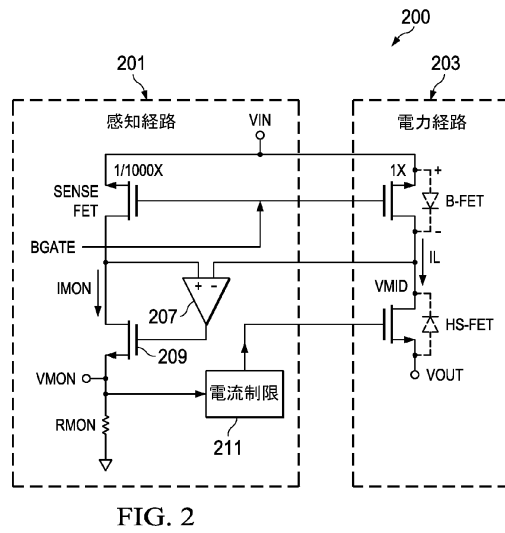 200
201
203
感知経路
VIN
電力経路
1/1000X
1X
+
SENSE
FET
B-FET
-
BGATE
IL
IMON
+ -
VMID
207
HS-FET
209
VMON
電流制限
VOUT
RMON
211
FIG. 2